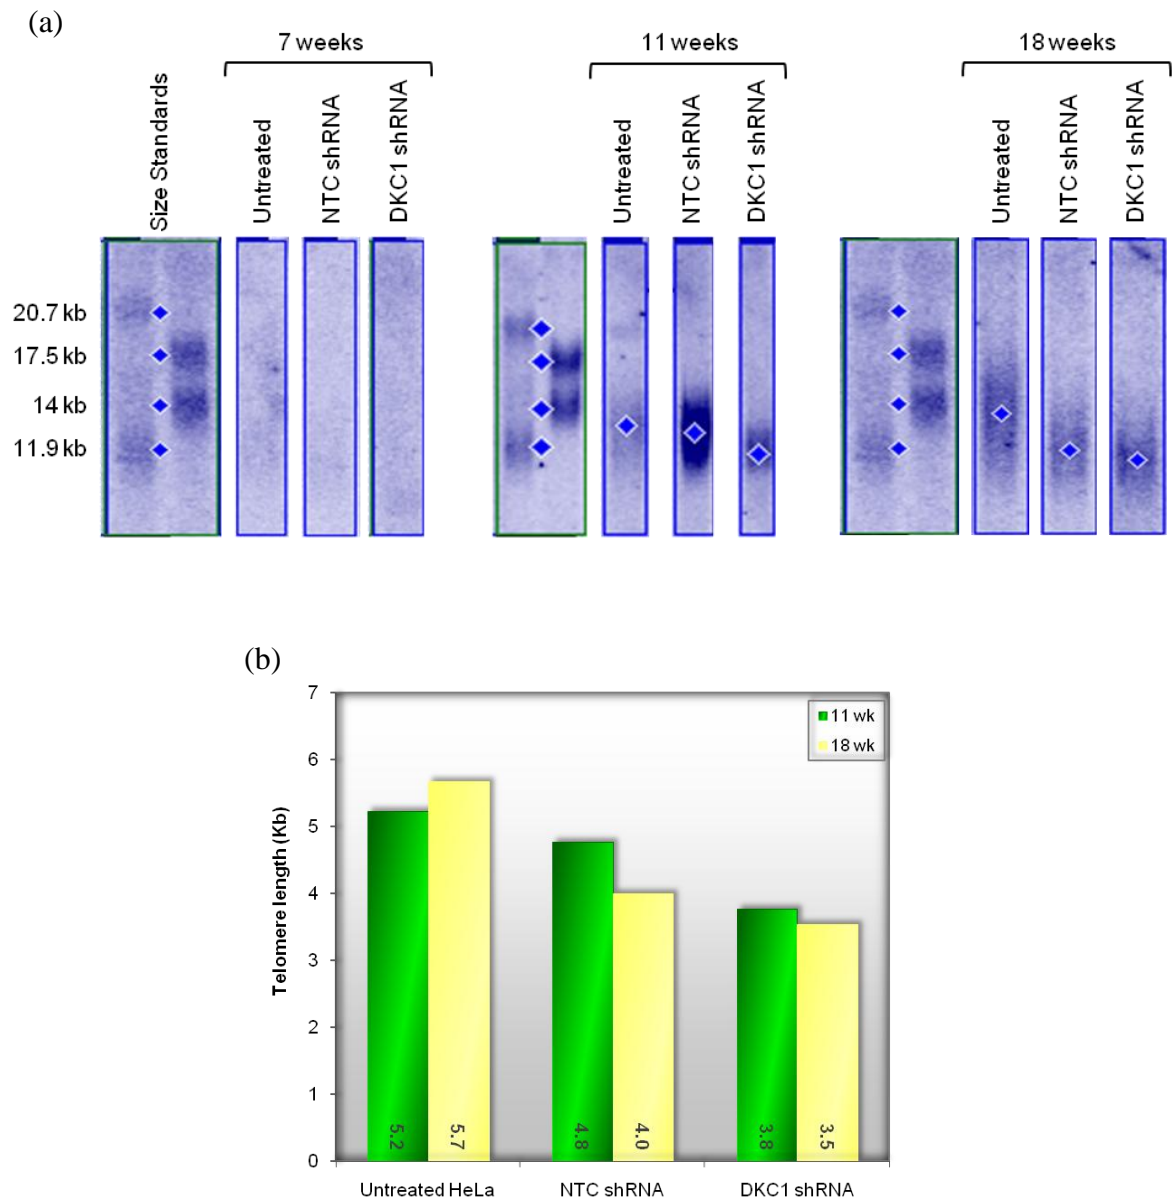 (a)
7 weeks
11 weeks
18 weeks
Size Standards
Untreated
NTC shRNA
DKC1 shRNA
Untreated
NTC shRNA
DKC1 shRNA
Untreated
NTC shRNA
DKC1 shRNA
20.7 kb
17.5 kb
14 kb
11.9 kb
(b)
Telomere length (Kb)
7
6
5
4
3
2
1
0
11 wk
18 wk
5.2
5.7
4.8
4.0
3.8
3.5
Untreated HeLa
NTC shRNA
DKC1 shRNA